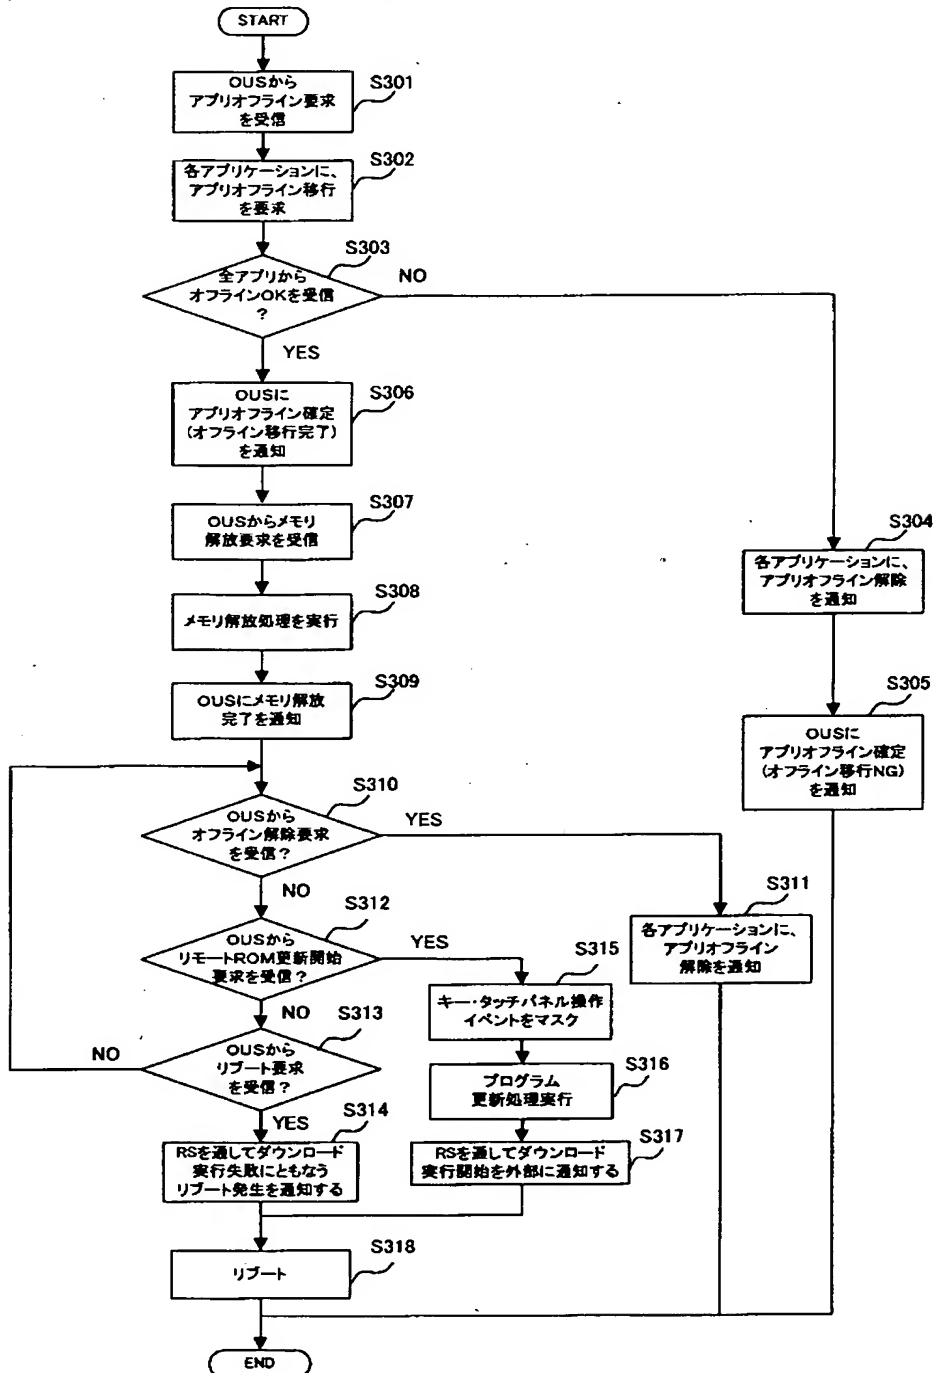 START
OUSから
アプリオフライン要求
を受信
S301
各アプリケーションに、
アプリオフライン移行
を要求
S302
全アプリから
オフラインOKを受信
?
S303
NO
YES
OUSに
アプリオフライン確定
(オフライン移行完了)
を通知
S306
OUSからメモリ
解放要求を受信
S307
メモリ解放処理を実行
S308
OUSにメモリ解放
完了を通知
S309
各アプリケーションに、
アプリオフライン解除
を通知
S304
OUSに
アプリオフライン確定
(オフライン移行NG)
を通知
S305
OUSから
オフライン解除要求
を受信?
S310
YES
NO
各アプリケーションに、
アプリオフライン
解除を通知
S311
OUSから
リモートROM更新開始
要求を受信?
S312
YES
NO
OUSから
リブート要求
を受信?
S313
NO
YES
キー・タッチパネル操作
イベントをマスク
S315
プログラム
更新処理実行
S316
RSを通してダウンロード
実行失敗にともなう
リブート発生を通知する
S314
RSを通してダウンロード
実行開始を外部に通知する
S317
リブート
S318
END